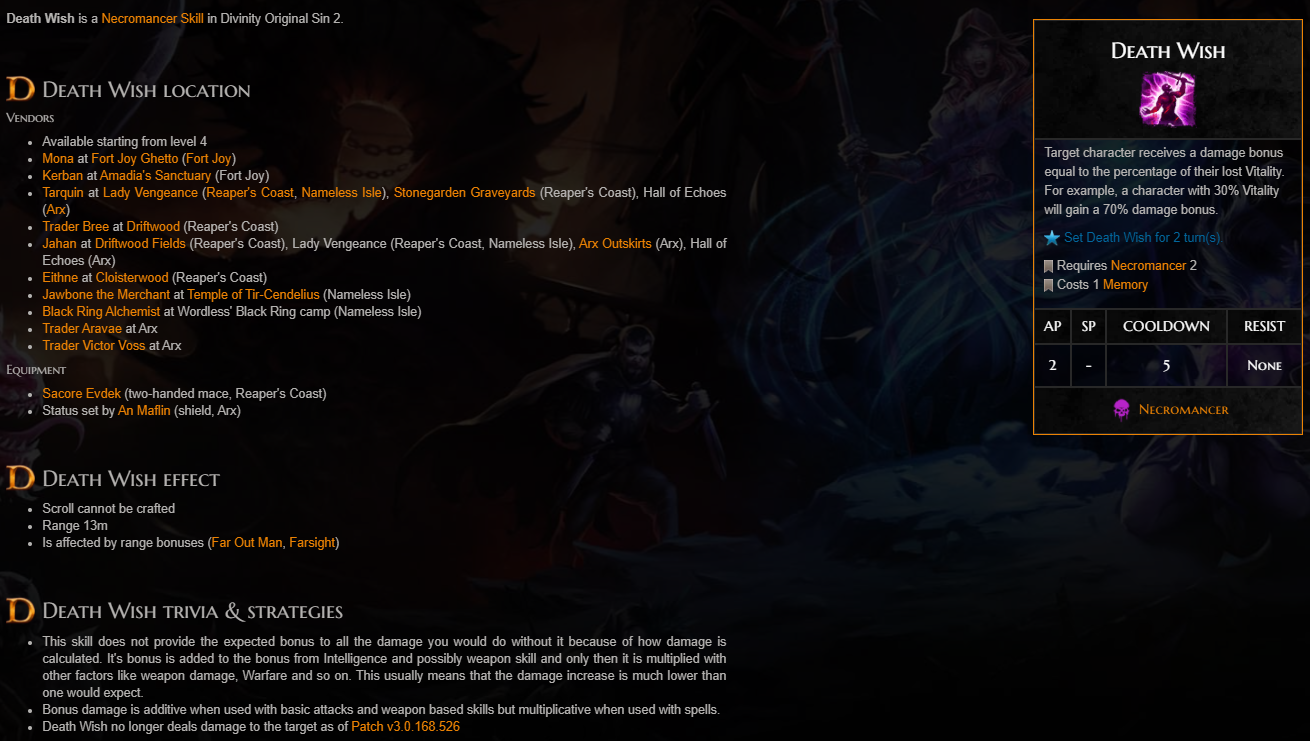 Death Wish is a Necromancer Skill in Divinity Original Sin 2.
Death Wish location
Vendors
Available starting from level 4
Mona at Fort Joy Ghetto (Fort Joy)
Kerban at Amadia's Sanctuary (Fort Joy)
Tarquin at Lady Vengeance (Reaper's Coast, Nameless Isle), Stonegarden Graveyards (Reaper's Coast), Hall of Echoes
(Arx)
Trader Bree at Driftwood (Reaper's Coast)
Jahan at Driftwood Fields (Reaper's Coast), Lady Vengeance (Reaper's Coast, Nameless Isle), Arx Outskirts (Arx), Hall of
Echoes (Arx)
Eithne at Cloisterwood (Reaper's Coast)
Jawbone the Merchant at Temple of Tir-Cendelius (Nameless Isle)
Black Ring Alchemist at Wordless' Black Ring camp (Nameless Isle)
Trader Aravae at Arx
Trader Victor Voss at Arx
Equipment
Sacore Evdek (two-handed mace, Reaper's Coast)
Status set by An Maflin (shield, Arx)
Death Wish effect
Scroll cannot be crafted
Range 13m
Is affected by range bonuses (Far Out Man, Farsight)
Death Wish trivia & strategies
This skill does not provide the expected bonus to all the damage you would do without it because of how damage is
calculated. It's bonus is added to the bonus from Intelligence and possibly weapon skill and only then it is multiplied with
other factors like weapon damage, Warfare and so on. This usually means that the damage increase is much lower than
one would expect.
Bonus damage is additive when used with basic attacks and weapon based skills but multiplicative when used with spells.
Death Wish no longer deals damage to the target as of Patch v3.0.168.526
Death Wish
Target character receives a damage bonus
equal to the percentage of their lost Vitality.
For example, a character with 30% Vitality
will gain a 70% damage bonus.
Set Death Wish for 2 turn(s).
Requires Necromancer 2
Costs 1 Memory
AP SP COOLDOWN RESIST
2 - 5 None
Necromancer